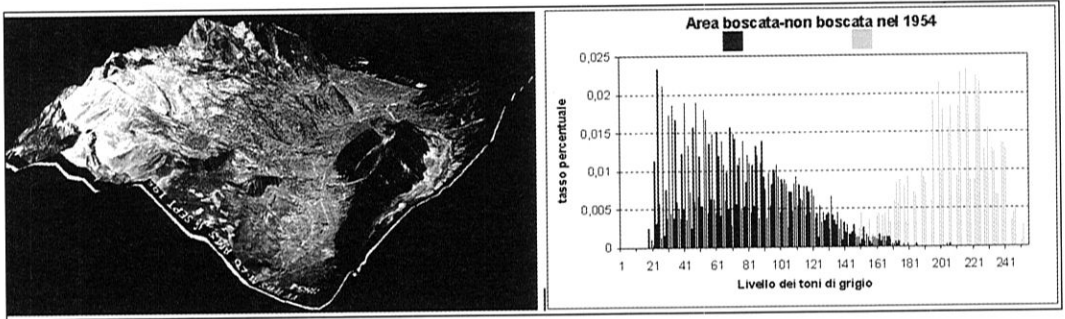 Area boscata-non boscata nel 1954
0,025
0,02
0,015
0,01
0,005
0
tasso percentuale
1 21 41 61 81 101 121 141 161 181 201 221 241
Livello dei toni di grigio
SEPT